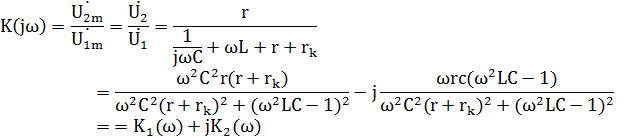 K(jω) = U̇₂ₘ/U̇₁ₘ = U̇₂/U̇₁ = r/(1/(jωC) + ωL + r + rₖ)
= ω²C²r(r + rₖ)/(ω²C²(r + rₖ)² + (ω²LC − 1)²) − j ωrc(ω²LC − 1)/(ω²C²(r + rₖ)² + (ω²LC − 1)²)
= = K₁(ω) + jK₂(ω)